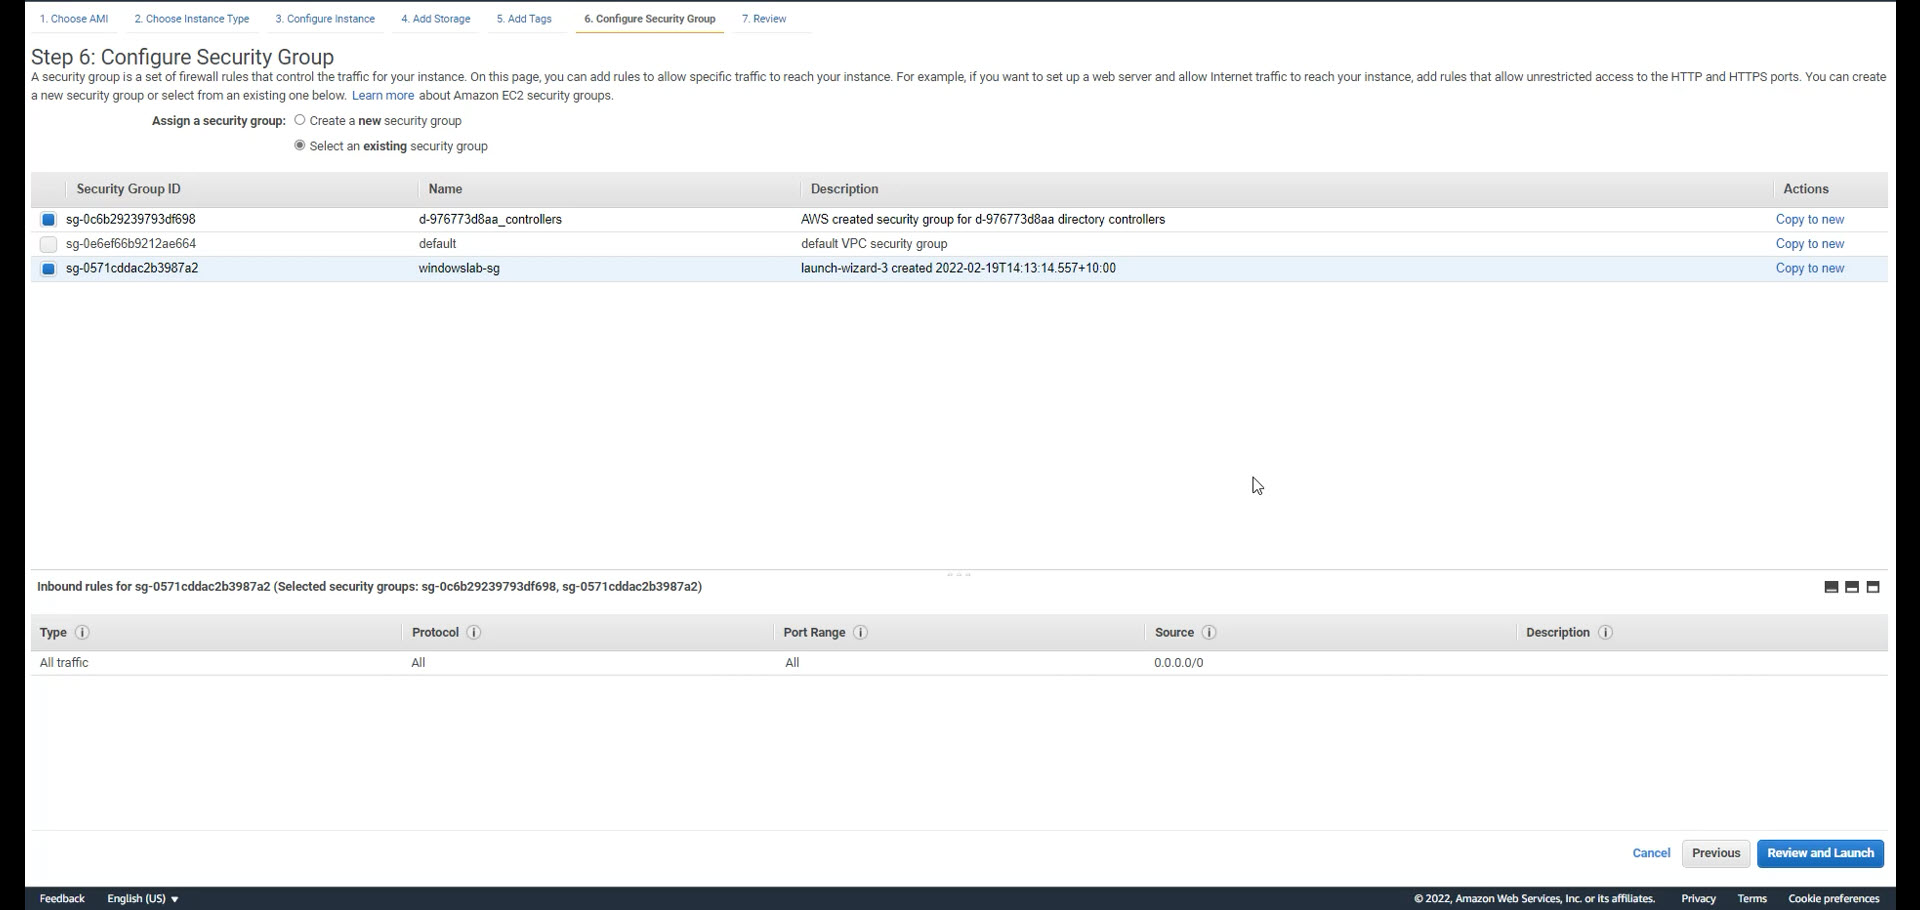 1. Choose AMI 2. Choose Instance Type 3. Configure Instance 4. Add Storage 5. Add Tags 6. Configure Security Group 7. Review
Step 6: Configure Security Group
A security group is a set of firewall rules that control the traffic for your instance. On this page, you can add rules to allow specific traffic to reach your instance. For example, if you want to set up a web server and allow Internet traffic to reach your instance, add rules that allow unrestricted access to the HTTP and HTTPS ports. You can create
a new security group or select from an existing one below. Learn more about Amazon EC2 security groups.
Assign a security group: Create a new security group
Select an existing security group
Security Group ID Name Description Actions
sg-0c6b29239793df698 d-976773d8aa_controllers AWS created security group for d-976773d8aa directory controllers Copy to new
sg-0e6ef66b9212ae664 default default VPC security group Copy to new
sg-0571cddac2b3987a2 windowslab-sg launch-wizard-3 created 2022-02-19T14:13:14.557+10:00 Copy to new
Inbound rules for sg-0571cddac2b3987a2 (Selected security groups: sg-0c6b29239793df698, sg-0571cddac2b3987a2)
Type i Protocol i Port Range i Source i Description i
All traffic All All 0.0.0.0/0
Cancel Previous Review and Launch
Feedback English (US) © 2022, Amazon Web Services, Inc. or its affiliates. Privacy Terms Cookie preferences